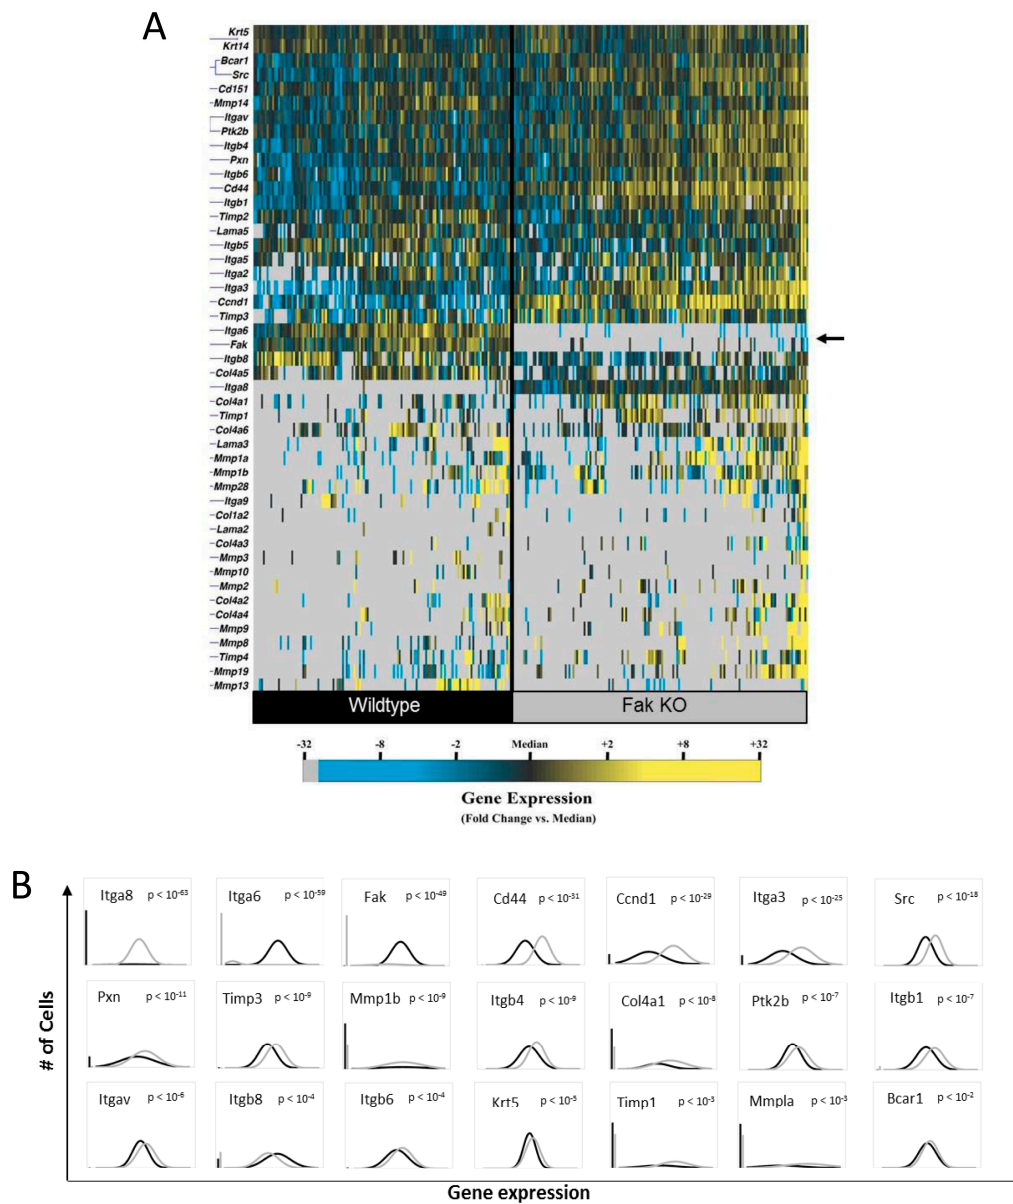 A
Krt5
Krt14
Bcar1
Src
Cd151
Mmp14
Itgav
Ptk2b
Itgb4
Pxn
Itgb6
Cd44
Itgb1
Timp2
Lama5
Itgb5
Itga5
Itga2
Itga3
Ccnd1
Timp3
Itga6
Fak
Itgb8
Col4a5
Itga8
Col4a1
Timp1
Col4a6
Lama3
Mmp1a
Mmp1b
Mmp28
Itga9
Col1a2
Lama2
Col4a3
Mmp3
Mmp10
Mmp2
Col4a2
Col4a4
Mmp9
Mmp8
Timp4
Mmp19
Mmp13
Wildtype Fak KO
-32 -8 -2 Median +2 +8 +32
Gene Expression
(Fold Change vs. Median)
B
# of Cells
Itga8 p < 10-63 Itga6 p < 10-59 Fak p < 10-49 Cd44 p < 10-31 Ccnd1 p < 10-29 Itga3 p < 10-25 Src p < 10-18
Pxn p < 10-11 Timp3 p < 10-9 Mmp1b p < 10-9 Itgb4 p < 10-9 Col4a1 p < 10-8 Ptk2b p < 10-7 Itgb1 p < 10-7
Itgav p < 10-6 Itgb8 p < 10-4 Itgb6 p < 10-4 Krt5 p < 10-3 Timp1 p < 10-3 Mmpla p < 10-3 Bcar1 p < 10-2
Gene expression